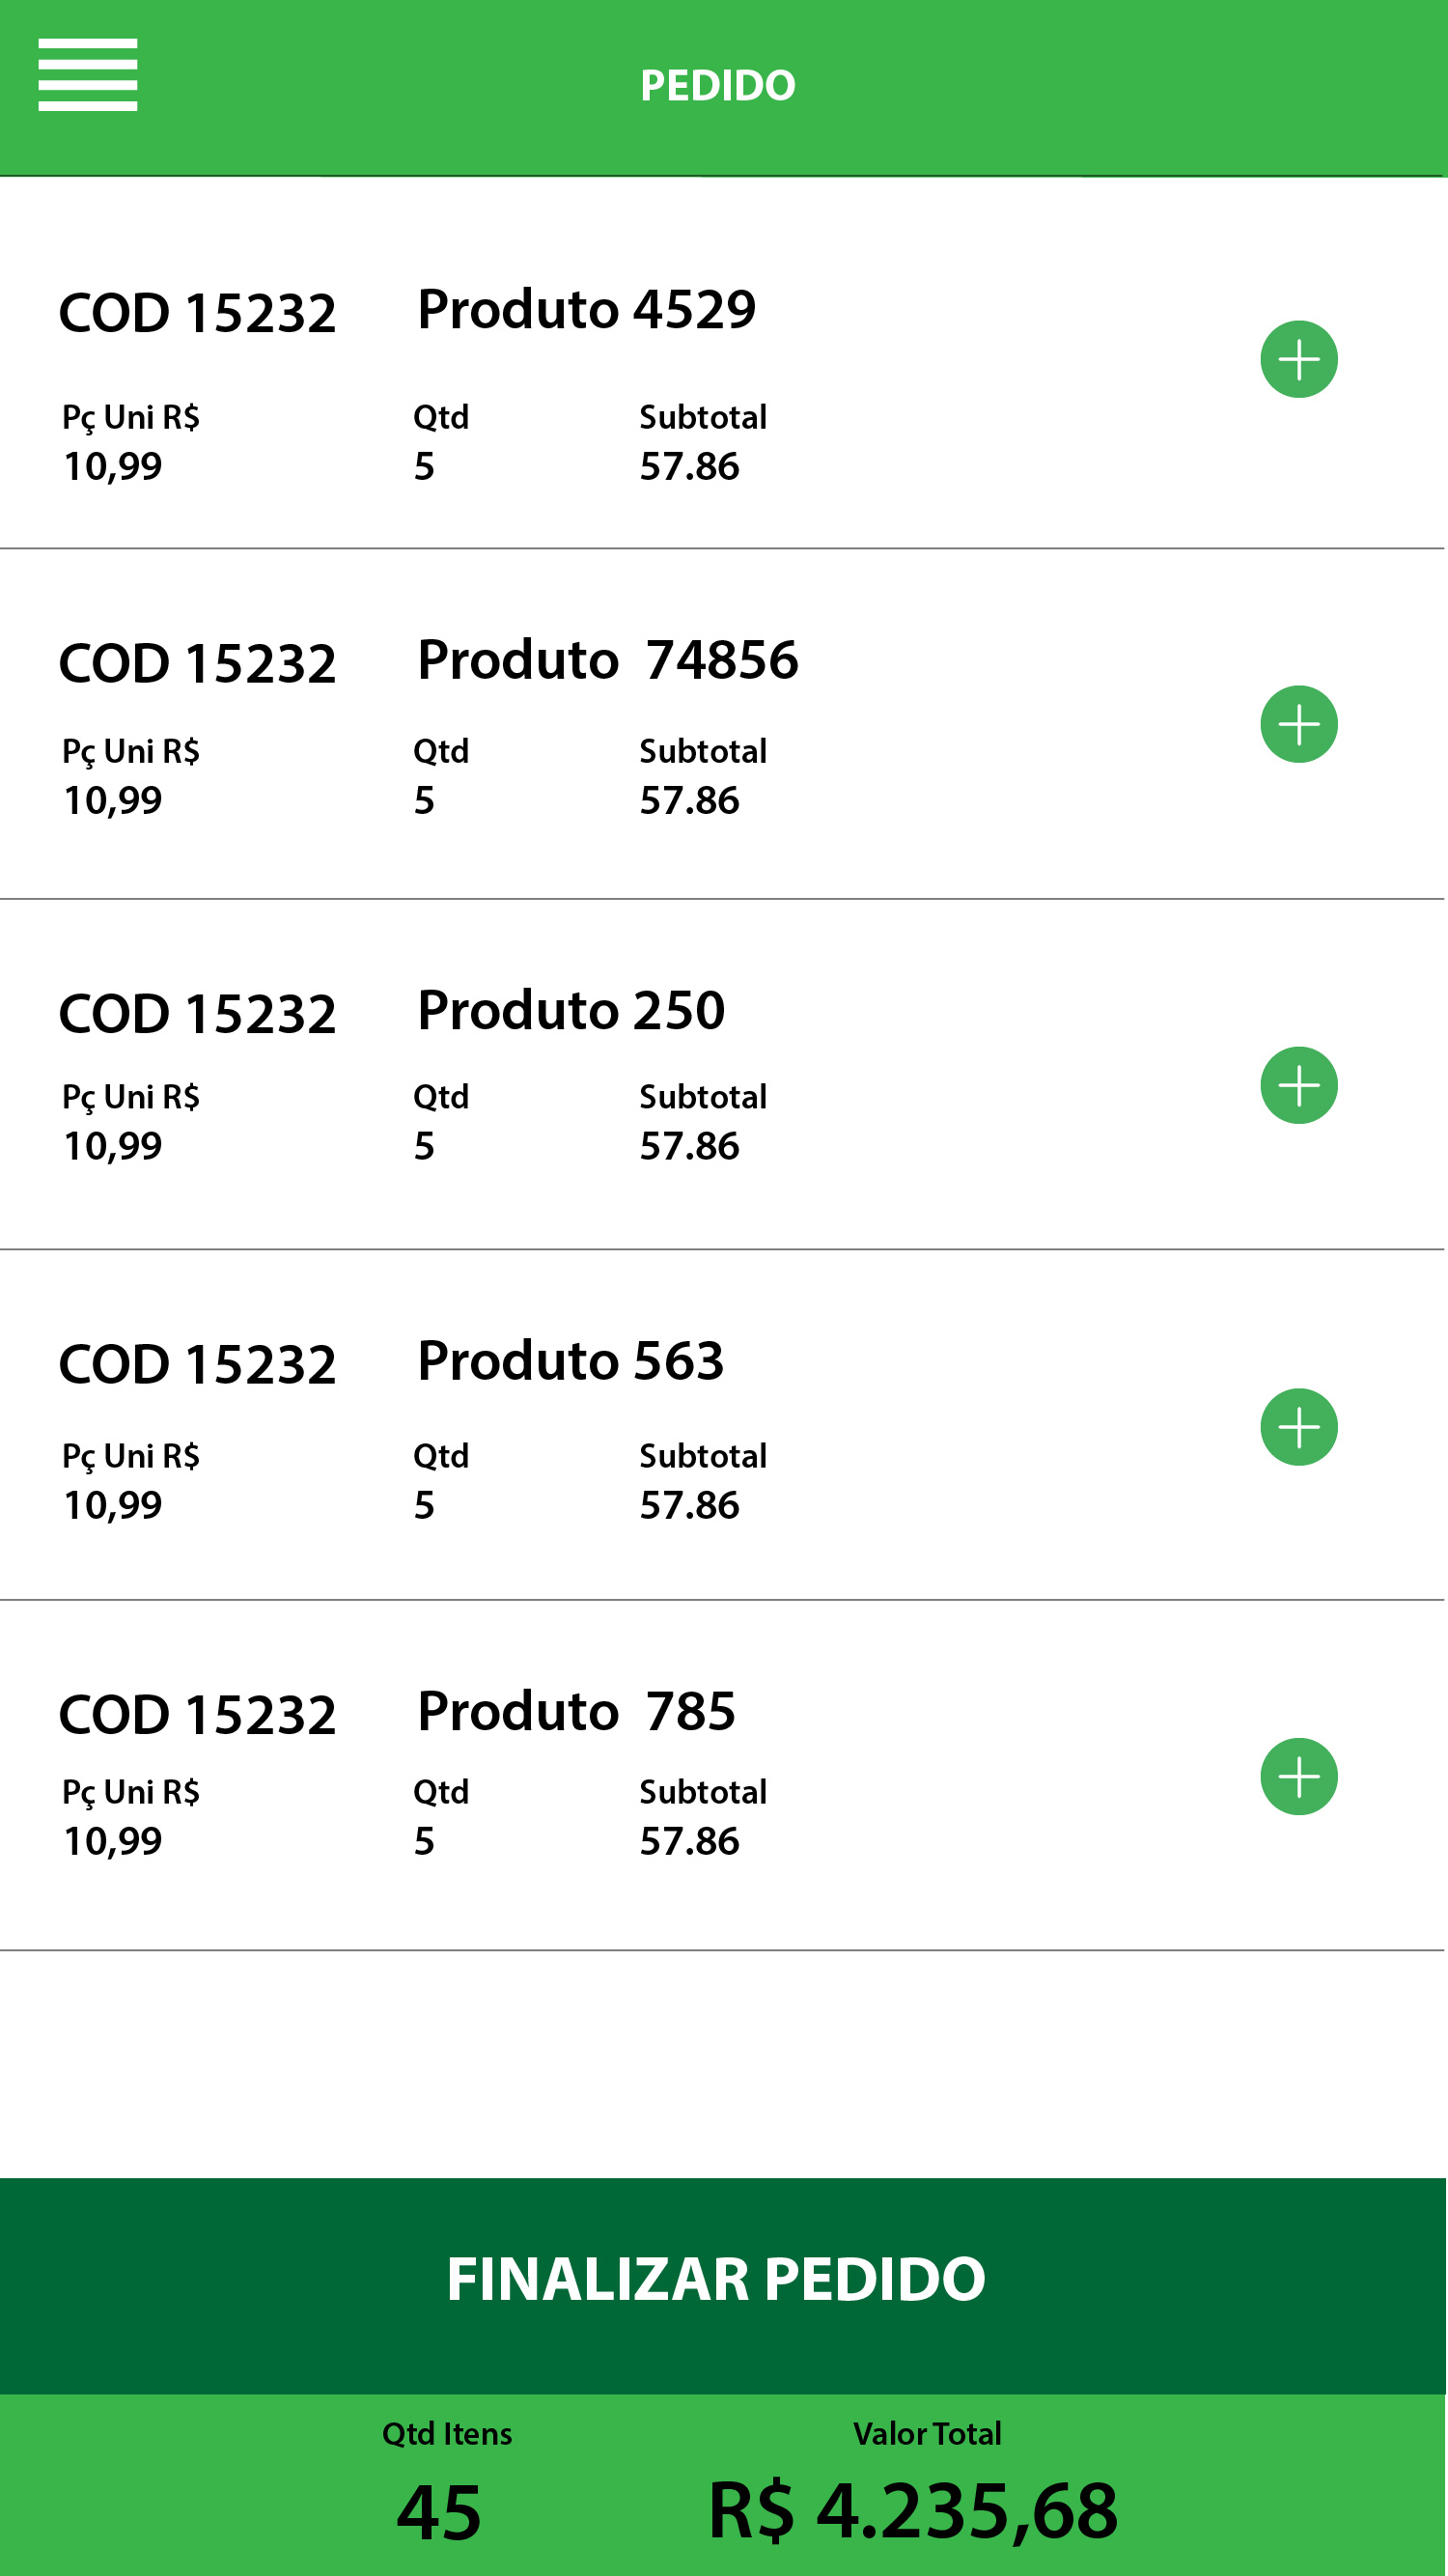 PEDIDO
COD 15232 Produto 4529
Pç Uni R$ Qtd Subtotal
10,99 5 57.86
COD 15232 Produto 74856
Pç Uni R$ Qtd Subtotal
10,99 5 57.86
COD 15232 Produto 250
Pç Uni R$ Qtd Subtotal
10,99 5 57.86
COD 15232 Produto 563
Pç Uni R$ Qtd Subtotal
10,99 5 57.86
COD 15232 Produto 785
Pç Uni R$ Qtd Subtotal
10,99 5 57.86
FINALIZAR PEDIDO
Qtd Itens Valor Total
45 R$ 4.235,68